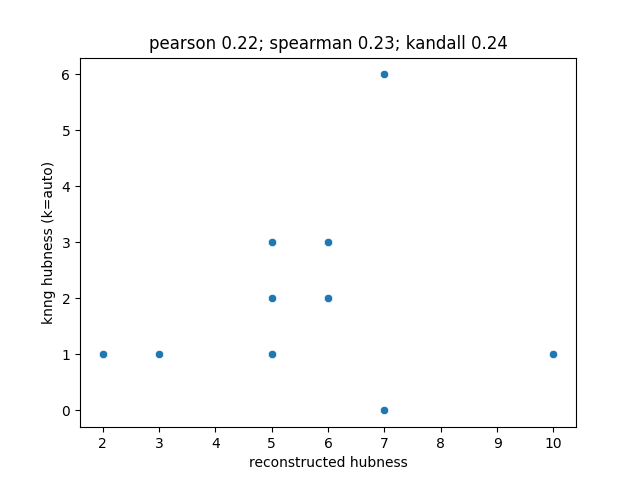 pearson 0.22; spearman 0.23; kandall 0.24
6
5
4
3
2
1
0
knng hubness (k=auto)
2 3 4 5 6 7 8 9 10
reconstructed hubness